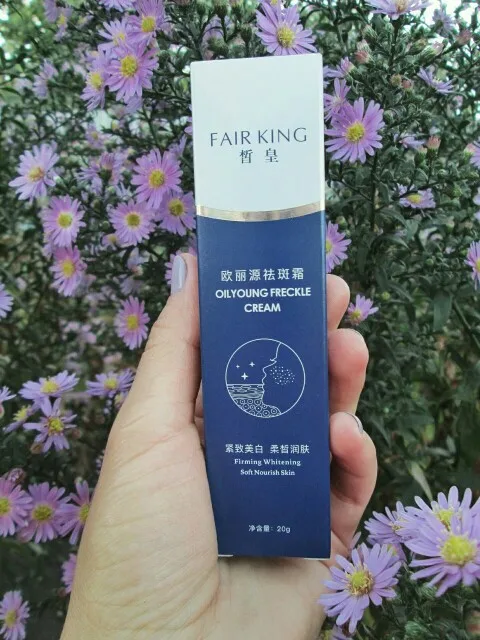 FAIR KING
皙皇
欧丽源祛斑霜
OILYOUNG FRECKLE
CREAM
紧致美白 柔皙润肤
Firming Whitening
Soft Nourish Skin
净含量: 20g